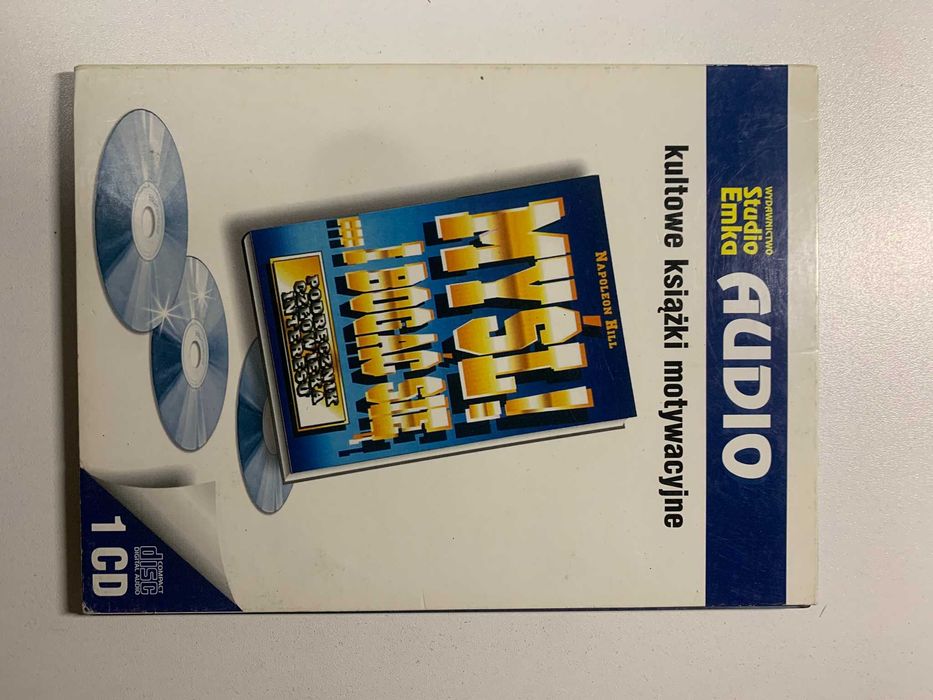 WYDAWNICTWO
Studio
Emka
AUDIO
kultowe książki motywacyjne
NAPOLEON HILL
MYŚL!
I BOGAĆ SIĘ
PODRĘCZNIK
CZŁOWIEKA
INTERESU
1 CD
COMPACT
disc
DIGITAL AUDIO